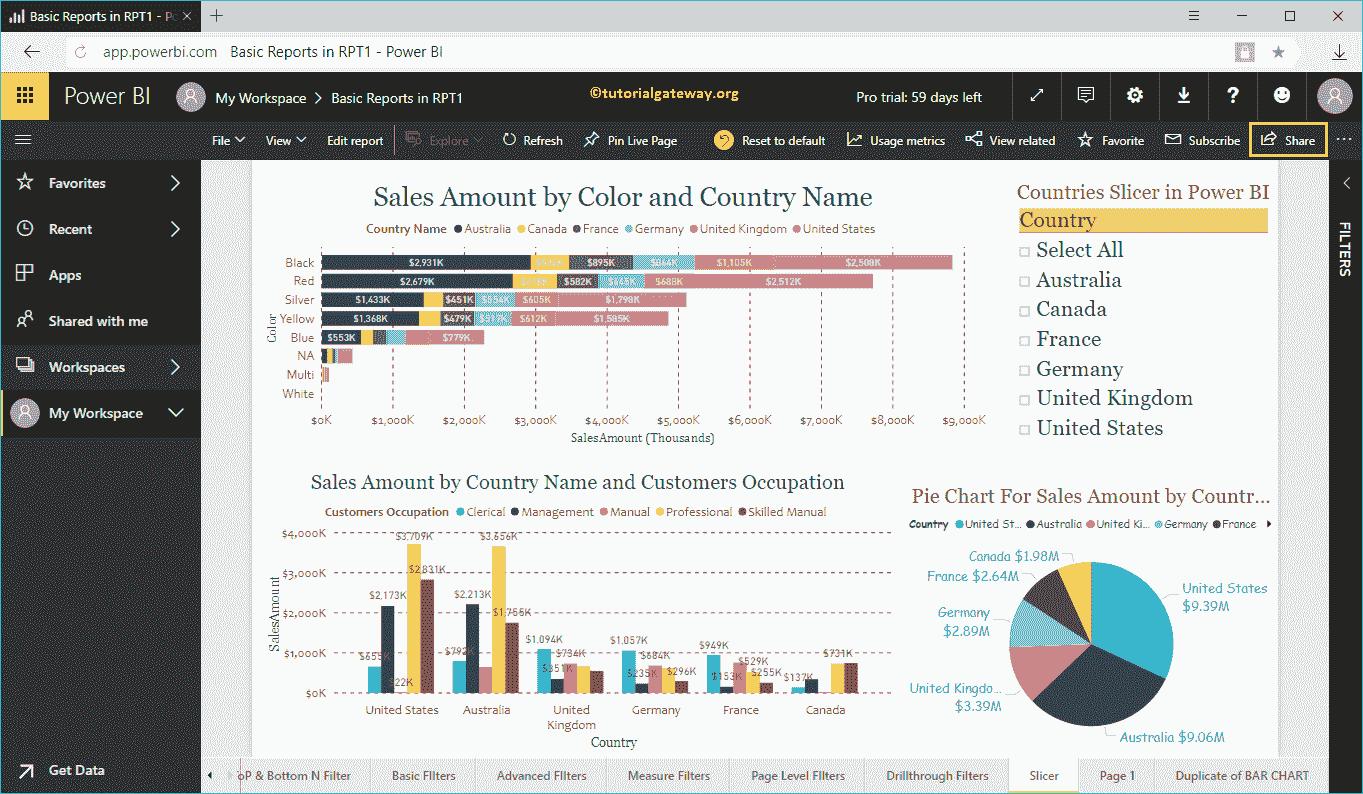 Basic Reports in RPT1 - Pc
app.powerbi.com Basic Reports in RPT1 - Power BI
Power BI My Workspace > Basic Reports in RPT1 ©tutorialgateway.org Pro trial: 59 days left
File View Edit report Explore Refresh Pin Live Page Reset to default Usage metrics View related Favorite Subscribe Share ...
Favorites
Recent
Apps
Shared with me
Workspaces
My Workspace
Get Data
Sales Amount by Color and Country Name
Country Name Australia Canada France Germany United Kingdom United States
Color
Black $2,931K $895K $1,105K $2,508K
Red $2,679K $582K $645K $688K $2,512K
Silver $1,433K $451K $554K $605K $1,798K
Yellow $1,368K $479K $517K $612K $1,585K
Blue $553K $779K
NA
Multi
White
$0K $1,000K $2,000K $3,000K $4,000K $5,000K $6,000K $7,000K $8,000K $9,000K
SalesAmount (Thousands)
Countries Slicer in Power BI
Country
Select All
Australia
Canada
France
Germany
United Kingdom
United States
FILTERS
Sales Amount by Country Name and Customers Occupation
Customers Occupation Clerical Management Manual Professional Skilled Manual
SalesAmount
$4,000K
$3,000K
$2,000K
$1,000K
$0K
$655K $2,173K $22K $3,709K $2,831K
$792K $2,213K $3,656K $1,755K
$1,094K $351K $734K
$1,057K $235K $684K $296K
$949K $153K $529K $255K
$137K $731K
United States Australia United Kingdom Germany France Canada
Country
Pie Chart For Sales Amount by Countr...
Country United St... Australia United Ki... Germany France
Canada $1.98M
France $2.64M
Germany
$2.89M
United Kingdo...
$3.39M
United States
$9.39M
Australia $9.06M
oP & Bottom N Filter Basic FIlters Advanced FIlters Measure Filters Page Level FIlters Drillthrough Filters Slicer Page 1 Duplicate of BAR CHART